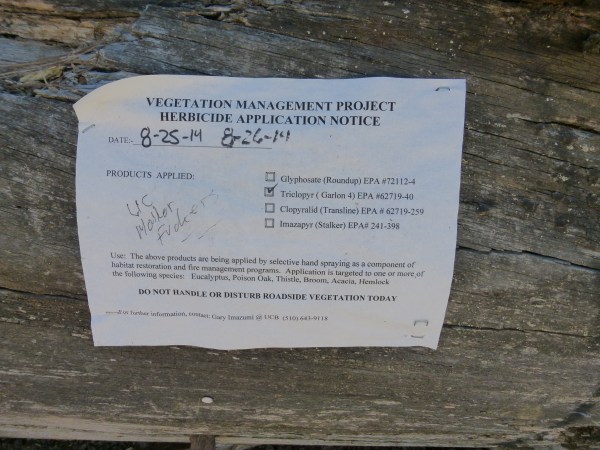 VEGETATION MANAGEMENT PROJECT
HERBICIDE APPLICATION NOTICE
DATE: 8-25-14 8-26-14
PRODUCTS APPLIED:
Glyphosate (Roundup) EPA #72112-4
Triclopyr ( Garlon 4) EPA #62719-40
Clopyralid (Transline) EPA # 62719-259
Imazapyr (Stalker) EPA# 241-398
UC
Mother
Fuckers
Use: The above products are being applied by selective hand spraying as a component of
habitat restoration and fire management programs. Application is targeted to one or more of
the following species: Eucalyptus, Poison Oak, Thistle, Broom, Acacia, Hemlock
DO NOT HANDLE OR DISTURB ROADSIDE VEGETATION TODAY
For further information, contact: Gary Imazumi @ UCB (510) 643-9118